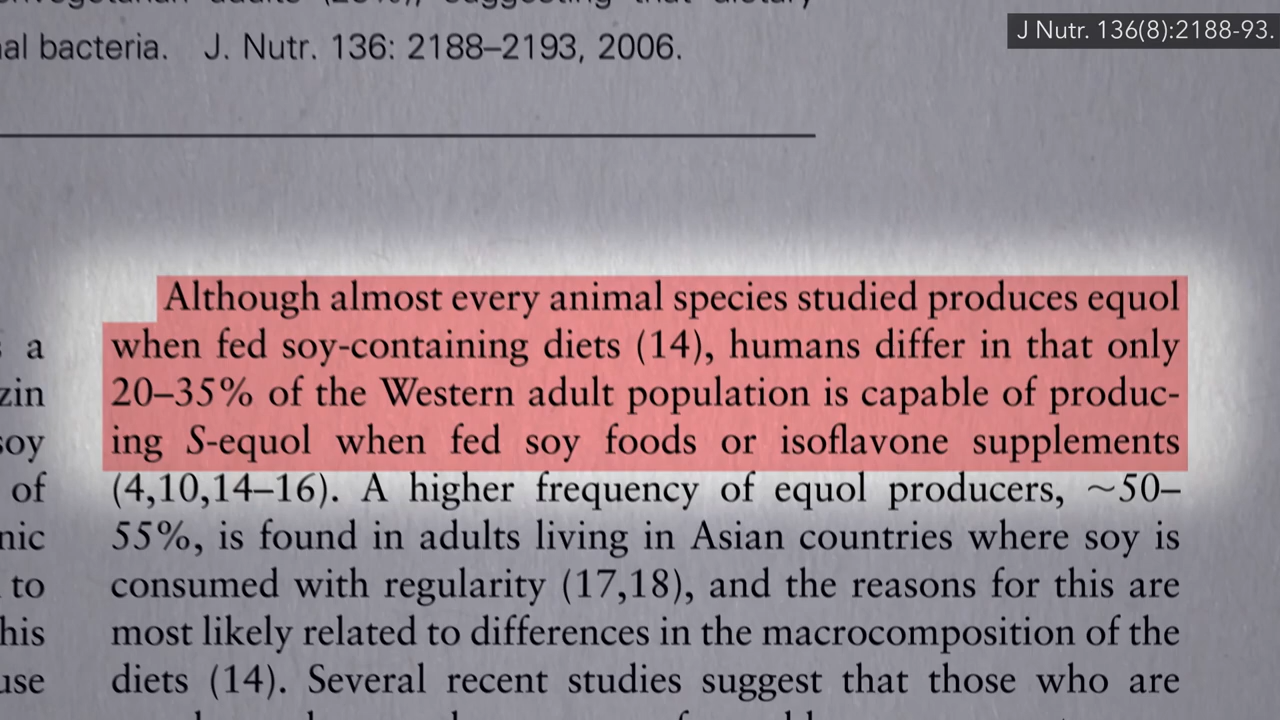 J Nutr. 136(8):2188-93.
al bacteria. J. Nutr. 136: 2188–2193, 2006.
Although almost every animal species studied produces equol
a when fed soy-containing diets (14), humans differ in that only
zin 20–35% of the Western adult population is capable of produc-
soy ing S-equol when fed soy foods or isoflavone supplements
of (4,10,14–16). A higher frequency of equol producers, ~50–
nic 55%, is found in adults living in Asian countries where soy is
to consumed with regularity (17,18), and the reasons for this are
his most likely related to differences in the macrocomposition of the
use diets (14). Several recent studies suggest that those who are